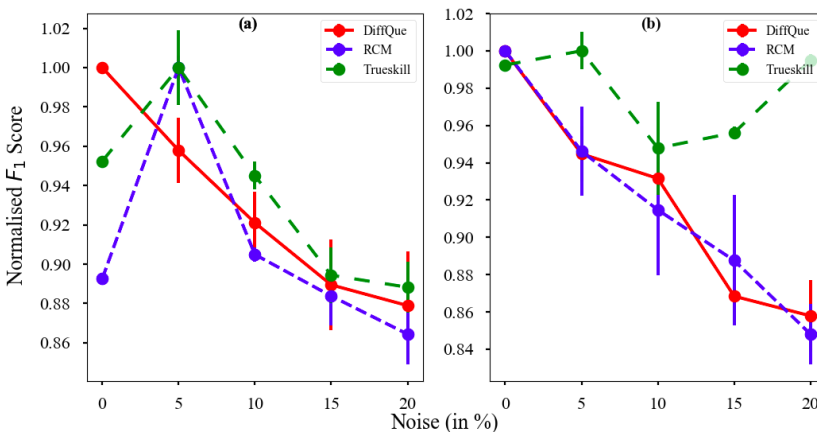 (a)
DiffQue
RCM
Trueskill
1.02
1.00
0.98
0.96
0.94
0.92
0.90
0.88
0.86
0 5 10 15 20
Normalised F1 Score
(b)
DiffQue
RCM
Trueskill
1.02
1.00
0.98
0.96
0.94
0.92
0.90
0.88
0.86
0.84
0 5 10 15 20
Noise (in %)